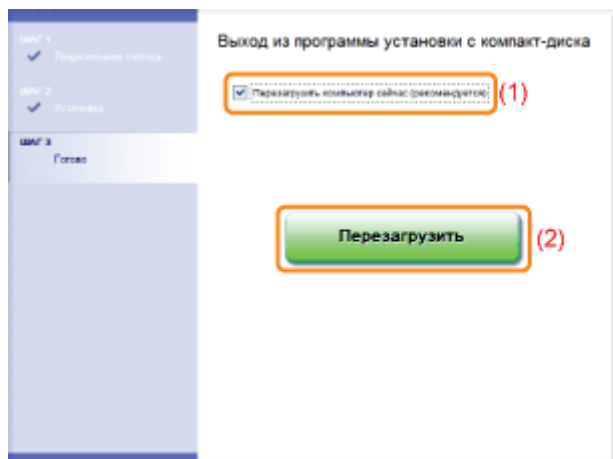 ШАГ 1
Лицензионная
ШАГ 2
Установка
ШАГ 3
Готово
Выход из программы установки с компакт-диска
Перезагрузить компьютер сейчас (рекомендуется)
(1)
Перезагрузить
(2)